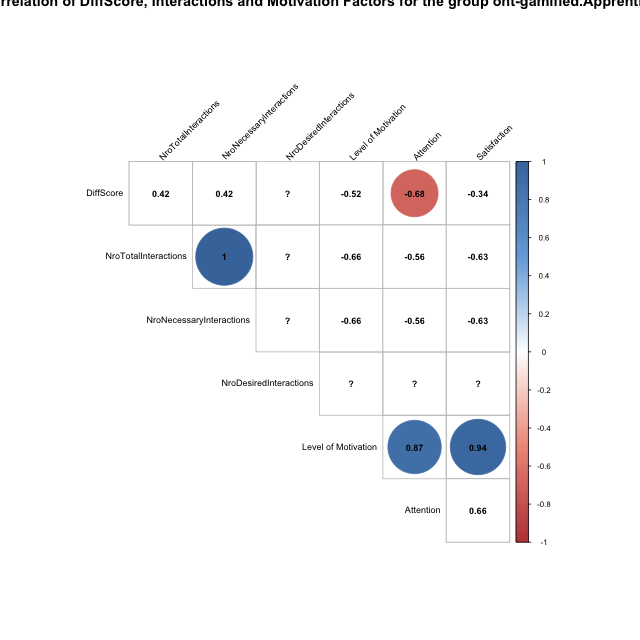 rrelation of DiffScore, Interactions and Motivation Factors for the group ont-gamified.Apprenti
NroTotalInteractions NroNecessaryInteractions NroDesiredInteractions Level of Motivation Attention Satisfaction
DiffScore 0.42 0.42 ? -0.52 -0.68 -0.34
NroTotalInteractions 1 ? -0.66 -0.56 -0.63
NroNecessaryInteractions ? -0.66 -0.56 -0.63
NroDesiredInteractions ? ? ?
Level of Motivation 0.87 0.94
Attention 0.66
1
0.8
0.6
0.4
0.2
0
-0.2
-0.4
-0.6
-0.8
-1